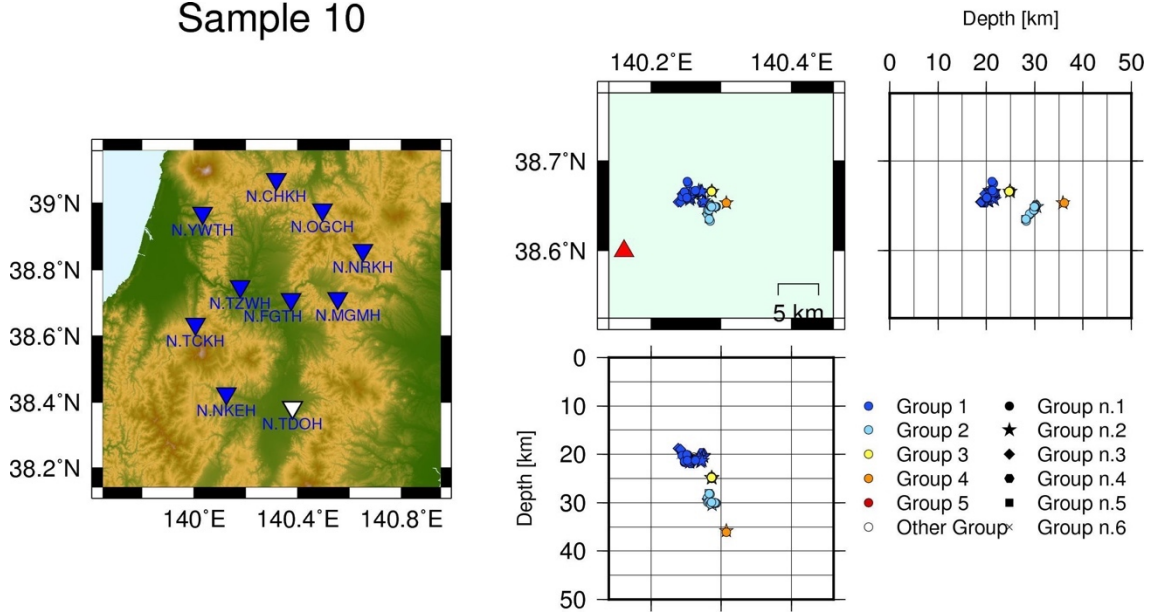 Sample 10
39˚N
38.8˚N
38.6˚N
38.4˚N
38.2˚N
140˚E
140.4˚E
140.8˚E
N.CHKH
N.YWTH
N.OGCH
N.NRKH
N.TZWH
N.FGTH
N.MGMH
N.TCKH
N.NKEH
N.TDOH
140.2˚E
140.4˚E
38.7˚N
38.6˚N
5 km
Depth [km]
0 10 20 30 40 50
Depth [km]
0
10
20
30
40
50
Group 1
Group 2
Group 3
Group 4
Group 5
Other Group
Group n.1
Group n.2
Group n.3
Group n.4
Group n.5
Group n.6